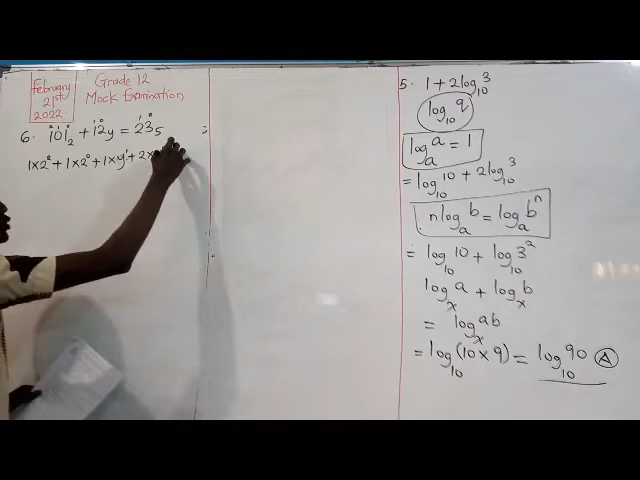 February
21st
2022
Grade 12
Mock Examination
6. 101₂ + 12y = 23₅
1×2² + 1×2⁰ + 1×y¹ + 2×
5. 1 + 2log₁₀3
log₁₀9
logₐa = 1
= log₁₀10 + 2log₁₀3
nlogₐb = logₐbⁿ
= log₁₀10 + log₁₀3²
logₓa + logₓb
= logₓab
= log₁₀(10×9) = log₁₀90 A